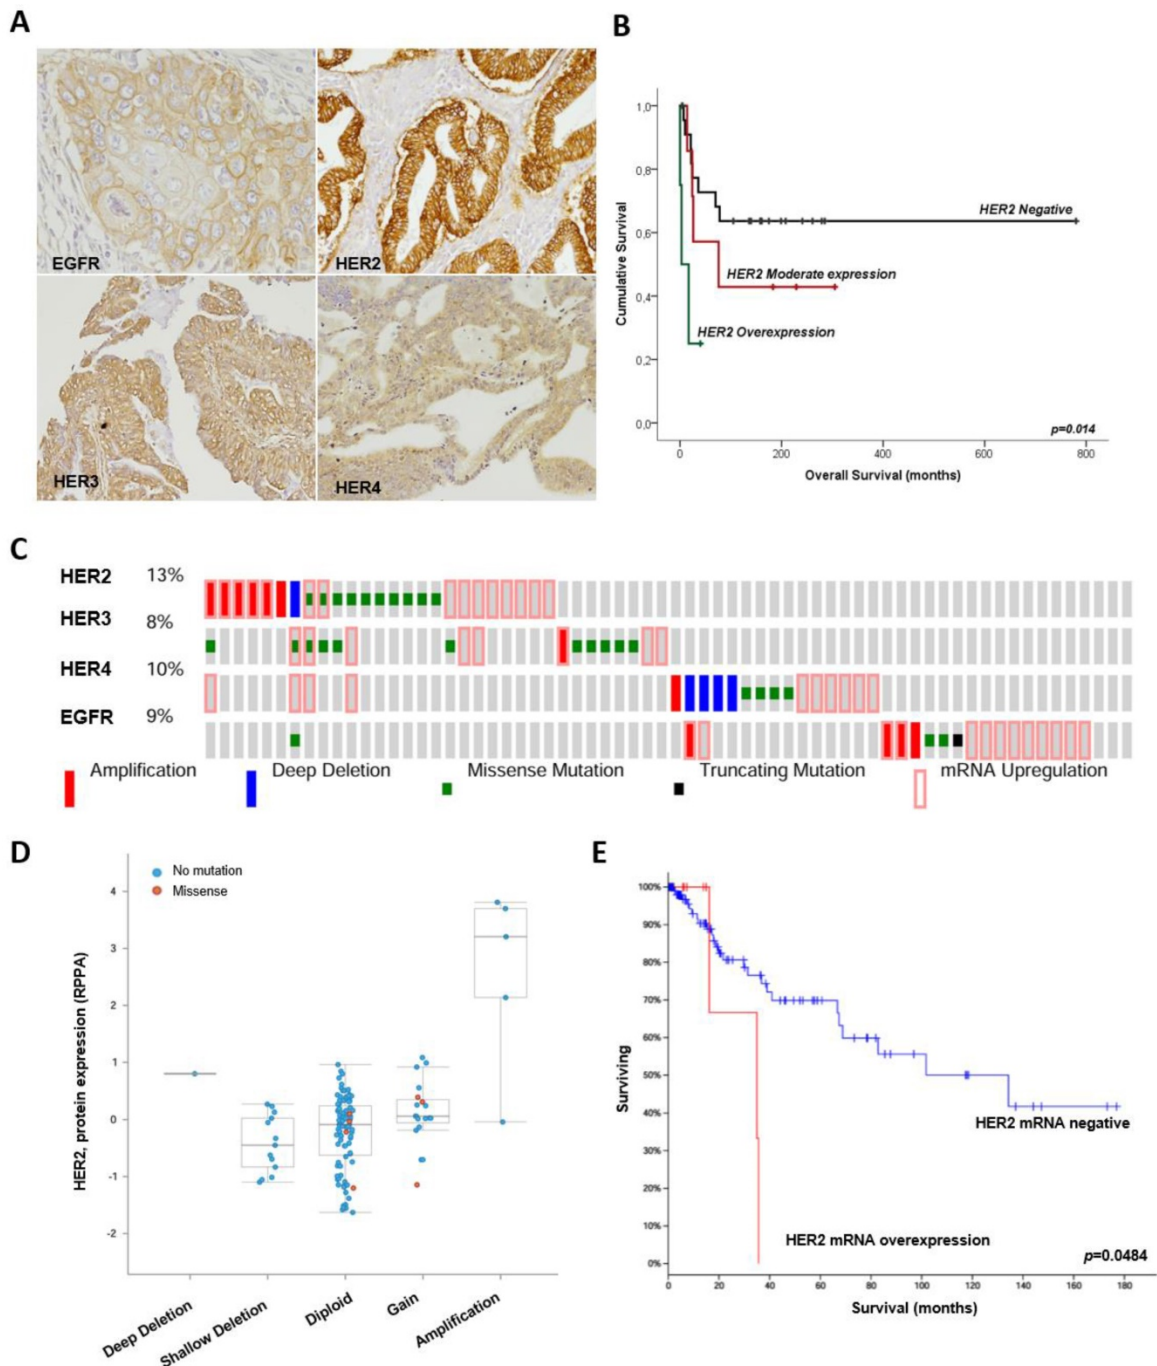 A
EGFR
HER2
HER3
HER4
B
1,0
0,8
0,6
0,4
0,2
0,0
Cumulative Survival
HER2 Negative
HER2 Moderate expression
HER2 Overexpression
p=0.014
0 200 400 600 800
Overall Survival (months)
C
HER2 13%
HER3 8%
HER4 10%
EGFR 9%
Amplification Deep Deletion Missense Mutation Truncating Mutation mRNA Upregulation
D
No mutation
Missense
4
3
2
1
0
-1
-2
HER2, protein expression (RPPA)
Deep Deletion
Shallow Deletion
Diploid
Gain
Amplification
E
100%
90%
80%
70%
60%
50%
40%
30%
20%
10%
0%
Surviving
HER2 mRNA negative
HER2 mRNA overexpression
p=0.0484
0 20 40 60 80 100 120 140 160 180
Survival (months)